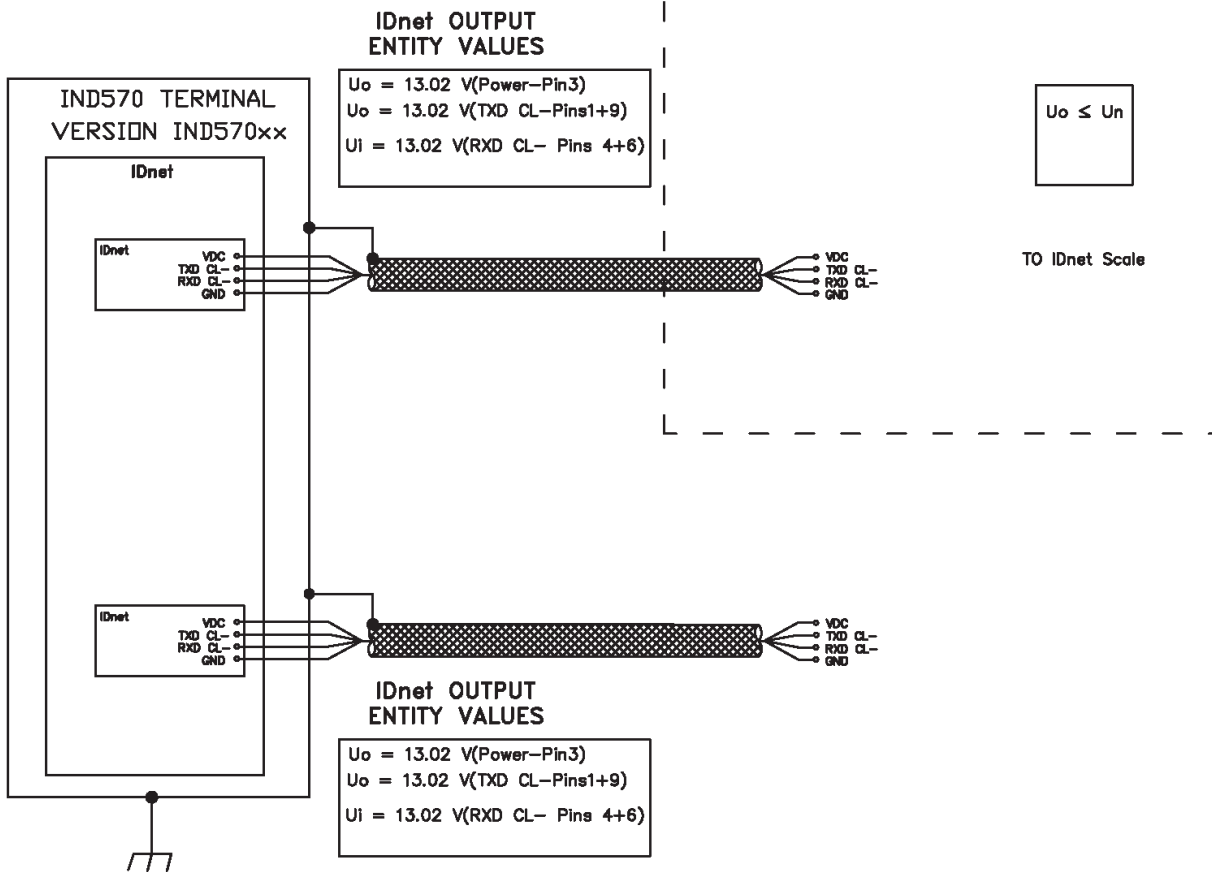 IDnet OUTPUT
ENTITY VALUES
Uo = 13.02 V(Power-Pin3)
Uo = 13.02 V(TXD CL-Pins1+9)
Ui = 13.02 V(RXD CL- Pins 4+6)
Uo ≤ Un
TO IDnet Scale
IND570 TERMINAL
VERSION IND570xx
IDnet
IDnet
VDC
TXD CL-
RXD CL-
GND
VDC
TXD CL-
RXD CL-
GND
IDnet
VDC
TXD CL-
RXD CL-
GND
VDC
TXD CL-
RXD CL-
GND
IDnet OUTPUT
ENTITY VALUES
Uo = 13.02 V(Power-Pin3)
Uo = 13.02 V(TXD CL-Pins1+9)
Ui = 13.02 V(RXD CL- Pins 4+6)